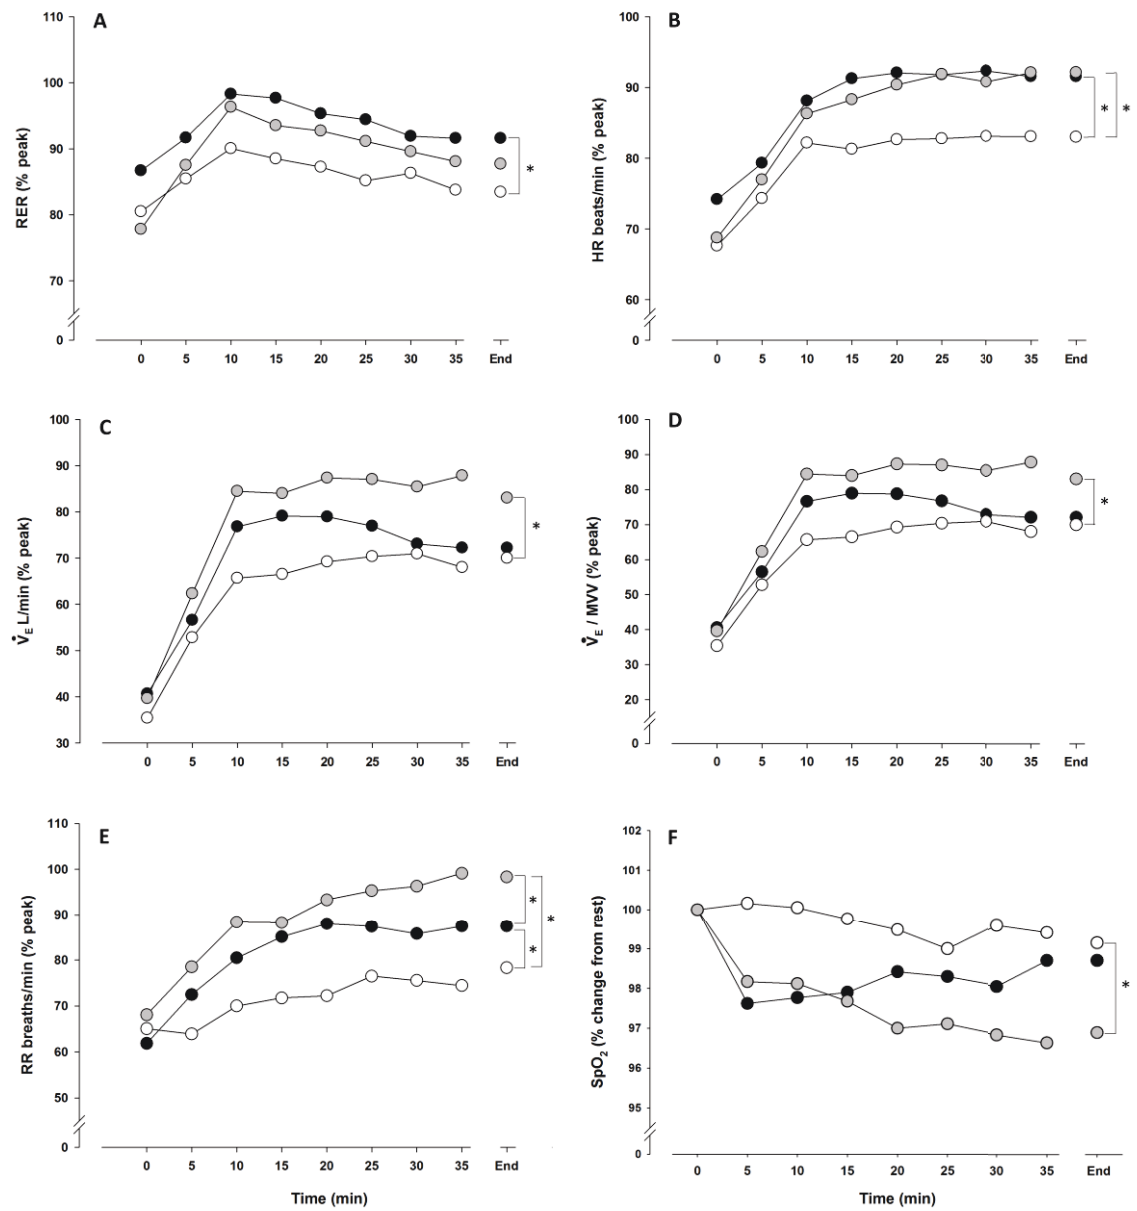 A
RER (% peak)
110
100
90
80
70
0
*
0 5 10 15 20 25 30 35 End
B
HR beats/min (% peak)
100
90
80
70
60
0
* *
0 5 10 15 20 25 30 35 End
C
V̇E L/min (% peak)
100
90
80
70
60
50
40
30
*
0 5 10 15 20 25 30 35 End
D
V̇E / MVV (% peak)
100
90
80
70
60
50
40
30
20
0
*
0 5 10 15 20 25 30 35 End
E
RR breaths/min (% peak)
110
100
90
80
70
60
50
0
*
*
*
0 5 10 15 20 25 30 35 End
Time (min)
F
SpO2 (% change from rest)
102
101
100
99
98
97
96
95
0
*
0 5 10 15 20 25 30 35 End
Time (min)